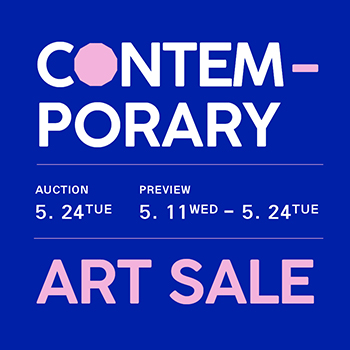 CONTEM-
PORARY
AUCTION PREVIEW
5. 24TUE 5. 11WED - 5. 24TUE
ART SALE